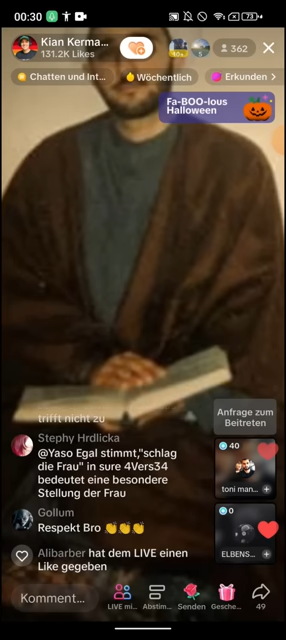 00:30
73
Kian Kerma...
131.2K Likes
40+
5
362
Chatten und Int...
Wöchentlich
Erkunden >
Fa-BOO-lous
Halloween
trifft nicht zu
Stephy Hrdlicka
@Yaso Egal stimmt,"schlag
die Frau" in sure 4Vers34
bedeutet eine besondere
Stellung der Frau
Gollum
Respekt Bro 👏👏👏
Alibarber hat dem LIVE einen
Like gegeben
Anfrage zum
Beitreten
40
toni man...
0
ELBENS...
Komment...
LIVE mi...
Abstim...
Senden
Gesche...
49